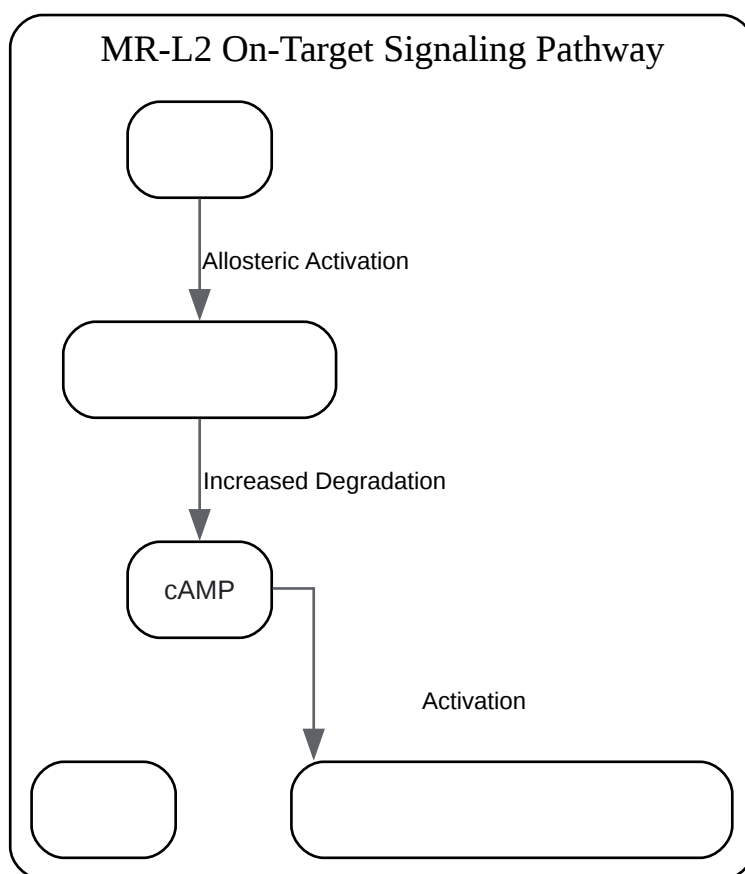 MR-L2 On-Target Signaling Pathway
Allosteric Activation
Increased Degradation
cAMP
Activation